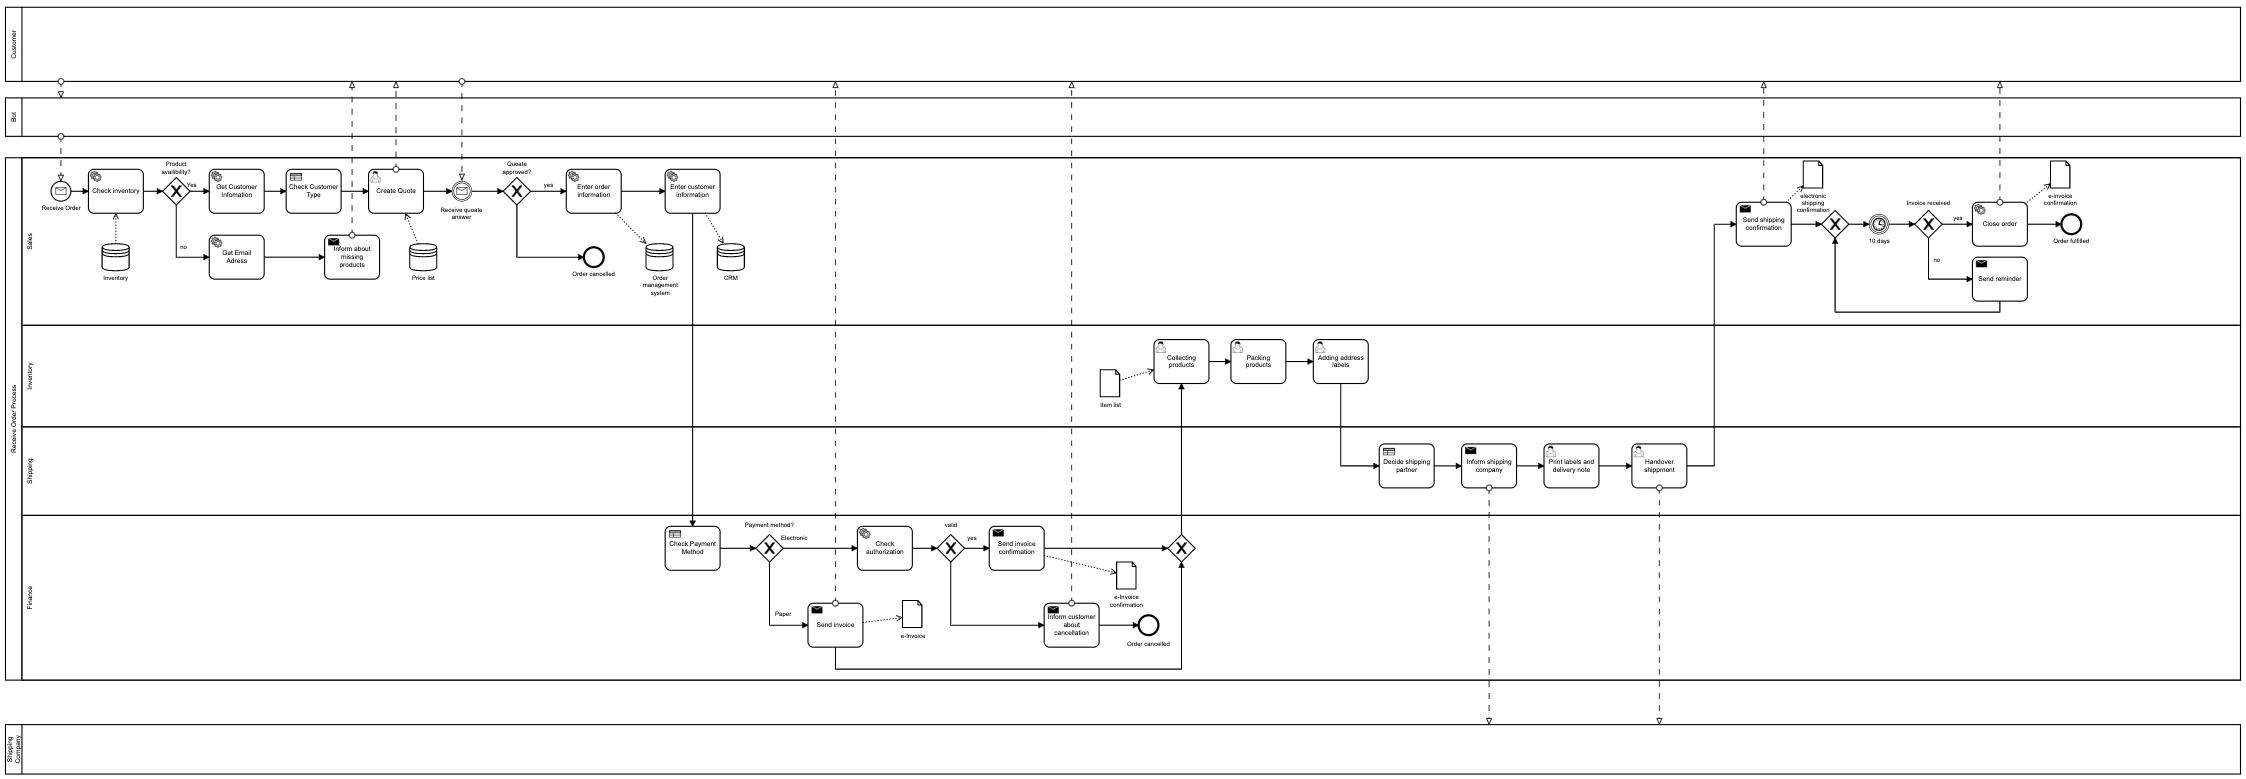 Customer
Bot
Receive Order Process
Sales
Receive Order
Check inventory
Inventory
Product
availibility?
Yes
no
Get Customer
Infomation
Check Customer
Type
Get Email
Adress
Inform about
missing
products
Create Quote
Price list
Receive quoate
answer
Quoate
approved?
yes
Order cancelled
Enter order
information
Order
management
system
Enter customer
information
CRM
Send shipping
confirmation
electronic
shipping
confirmation
10 days
Invoice received
yes
no
Close order
e-invoice
confirmation
Order fulfilled
Send reminder
Inventory
Item list
Collecting
products
Packing
products
Adding address
labels
Shipping
Decide shipping
partner
Inform shipping
company
Print labels and
delivery note
Handover
shippment
Finance
Check Payment
Method
Payment method?
Electronic
Paper
Check
authorization
valid
yes
Send invoice
confirmation
e-Invoice
confirmation
Send invoice
e-Invoice
Inform customer
about
cancellation
Order cancelled
Shipping
Company